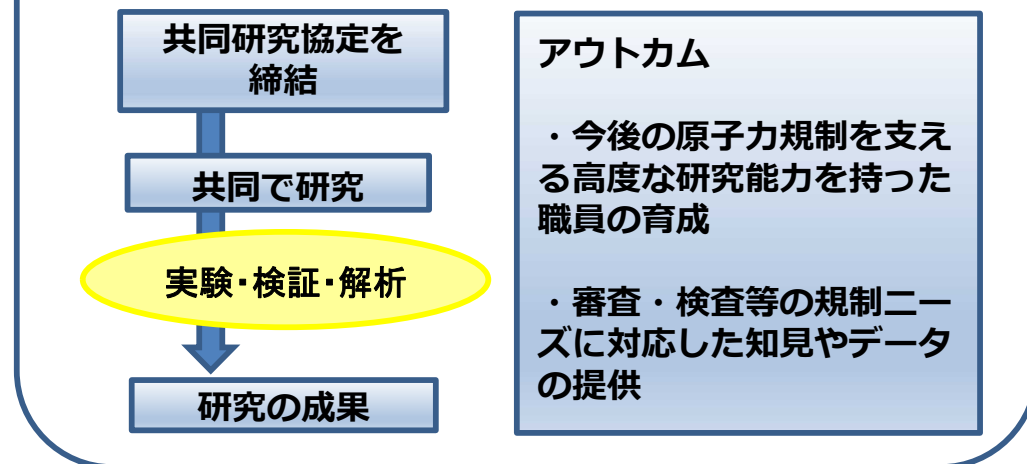 共同研究協定を
締結
共同で研究
実験・検証・解析
研究の成果
アウトカム
・今後の原子力規制を支え
る高度な研究能力を持った
職員の育成
・審査・検査等の規制ニー
ズに対応した知見やデータ
の提供